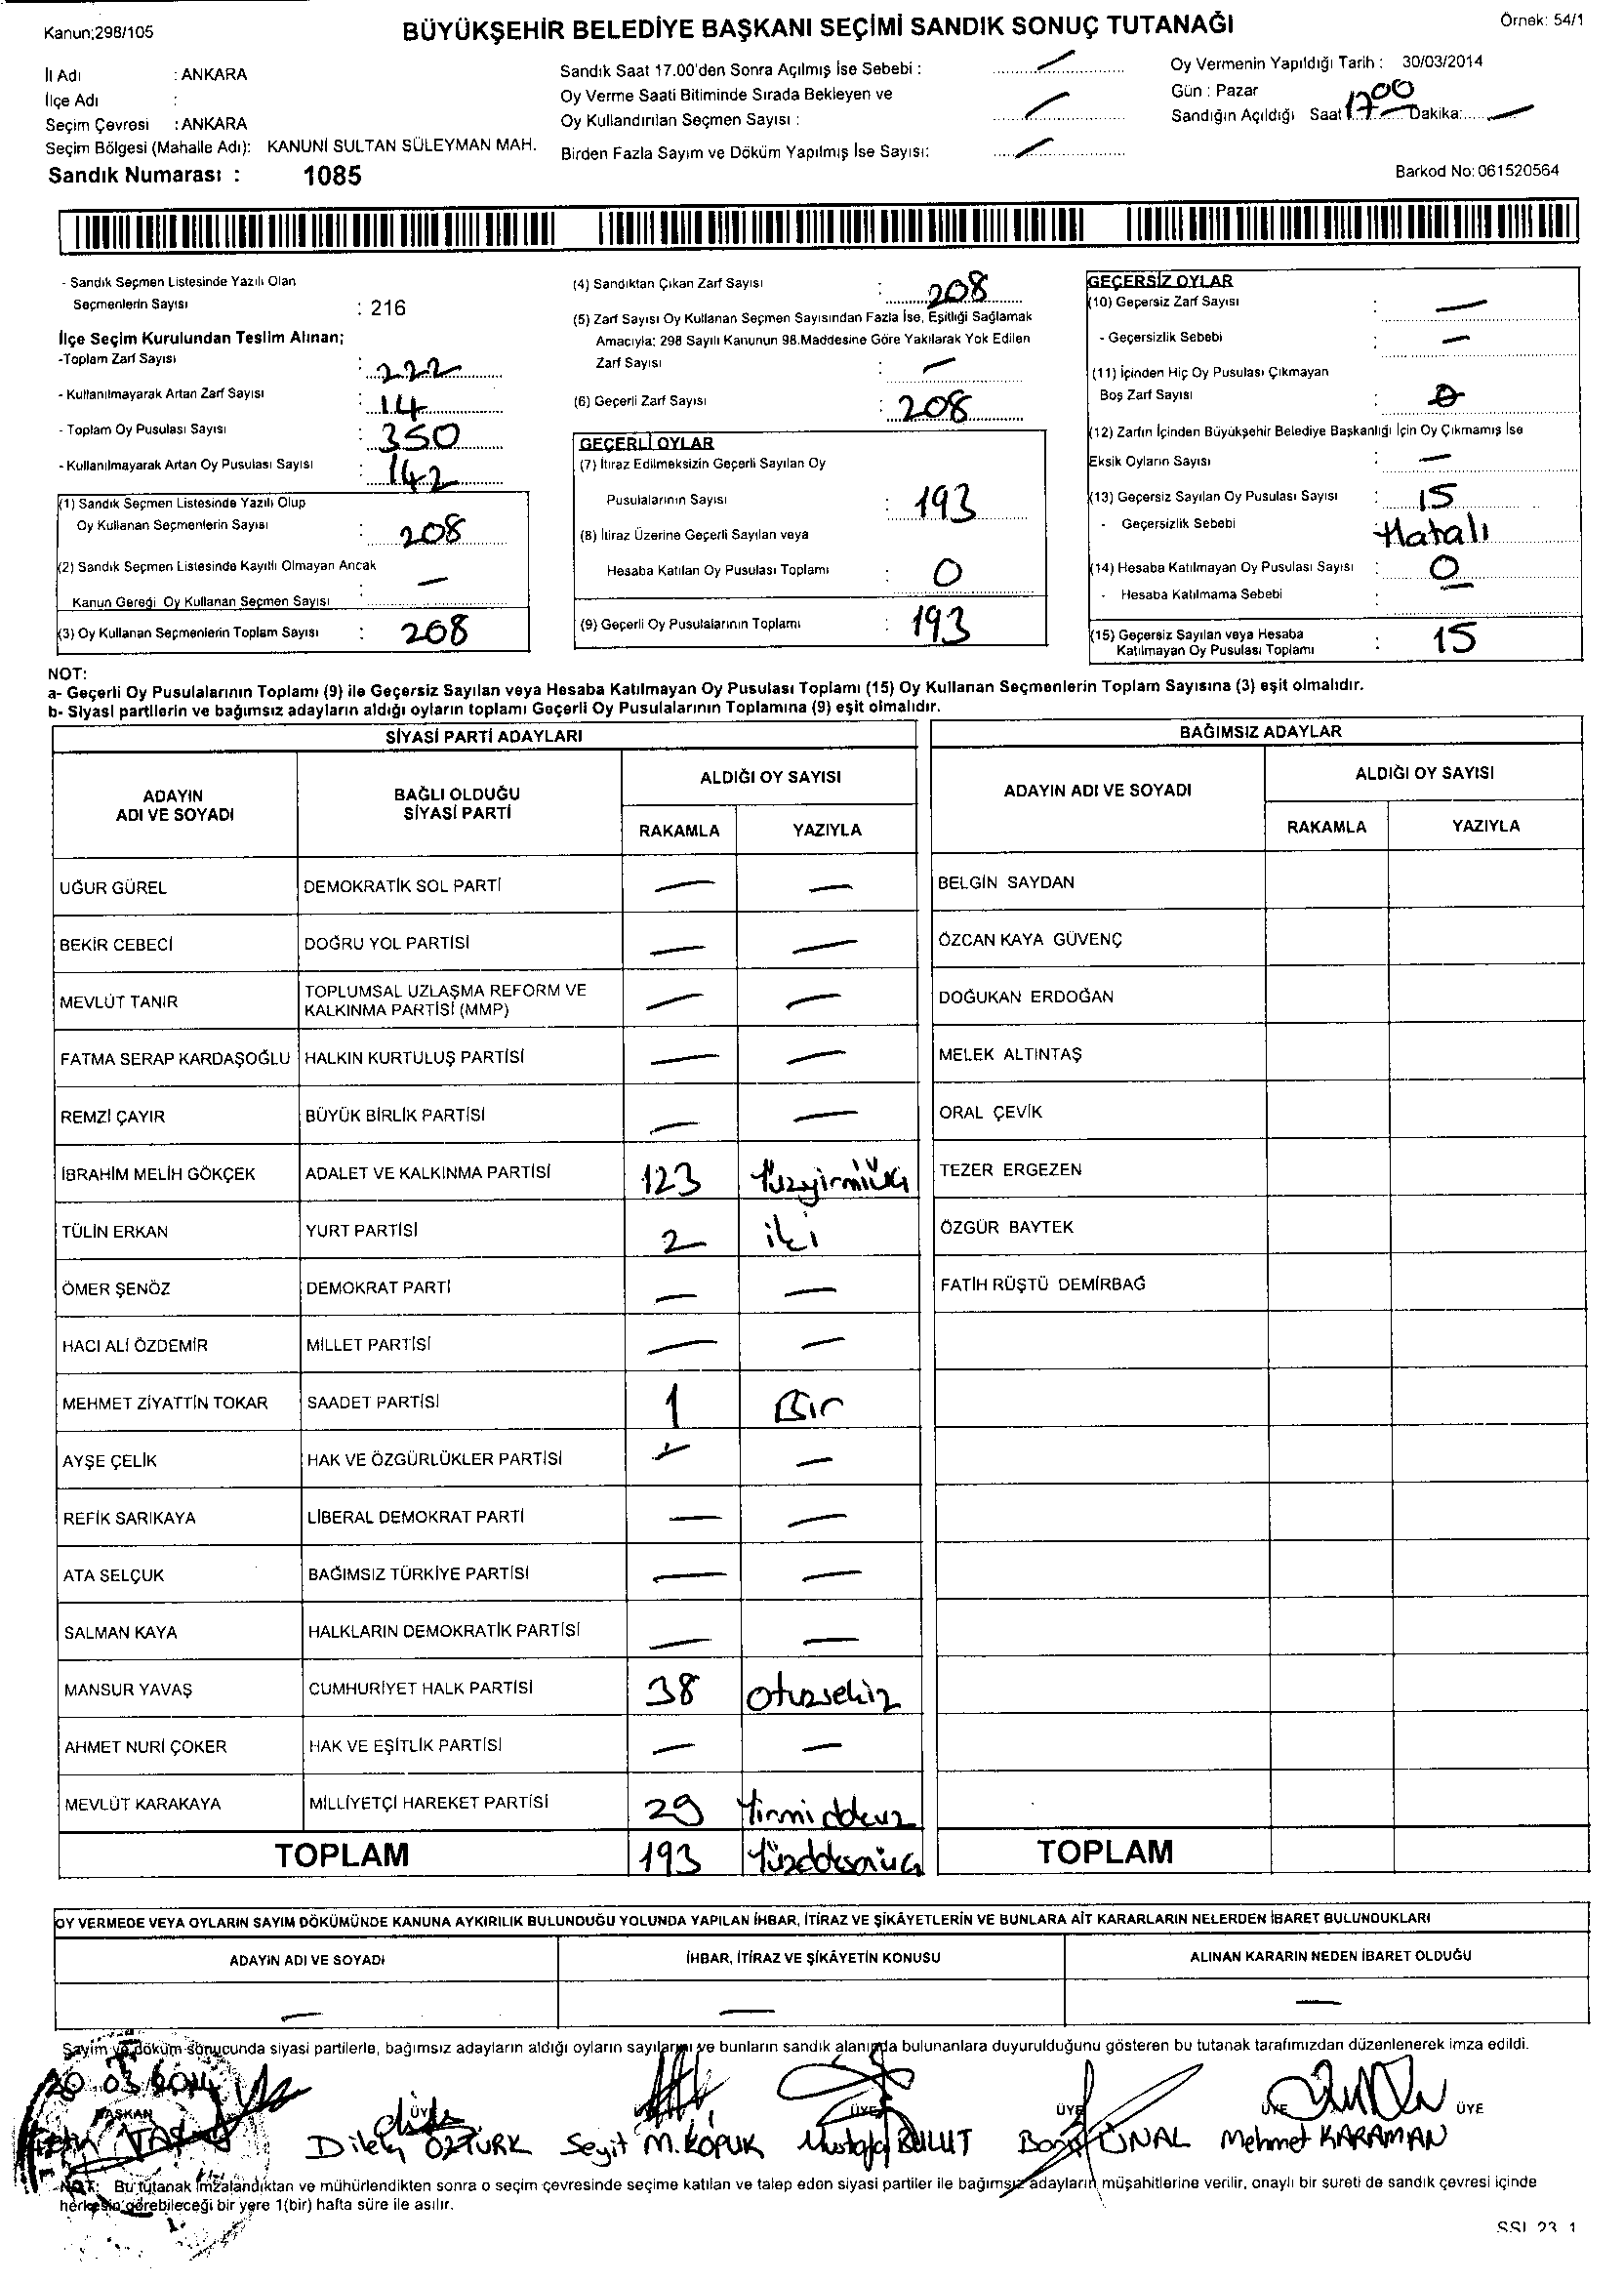 Kanun;298/105
BÜYÜKŞEHİR BELEDİYE BAŞKANI SEÇİMİ SANDIK SONUÇ TUTANAĞI
Örnek: 54/1
İl Adı : ANKARA
İlçe Adı :
Seçim Çevresi : ANKARA
Seçim Bölgesi (Mahalle Adı): KANUNİ SULTAN SÜLEYMAN MAH.
Sandık Numarası : 1085
Sandık Saat 17.00'den Sonra Açılmış İse Sebebi : —
Oy Verme Saati Bitiminde Sırada Bekleyen ve
Oy Kullandırılan Seçmen Sayısı : —
Birden Fazla Sayım ve Döküm Yapılmış İse Sayısı: —
Oy Vermenin Yapıldığı Tarih : 30/03/2014
Gün : Pazar
Sandığın Açıldığı Saat 17 00 Dakika: —
Barkod No: 061520564
- Sandık Seçmen Listesinde Yazılı Olan
Seçmenlerin Sayısı : 216
İlçe Seçim Kurulundan Teslim Alınan;
-Toplam Zarf Sayısı : 222
- Kullanılmayarak Artan Zarf Sayısı : 14
- Toplam Oy Pusulası Sayısı : 350
- Kullanılmayarak Artan Oy Pusulası Sayısı : 142
(1) Sandık Seçmen Listesinde Yazılı Olup
Oy Kullanan Seçmenlerin Sayısı : 208
(2) Sandık Seçmen Listesinde Kayıtlı Olmayan Ancak
Kanun Gereği Oy Kullanan Seçmen Sayısı : —
(3) Oy Kullanan Seçmenlerin Toplam Sayısı : 208
(4) Sandıktan Çıkan Zarf Sayısı : 208
(5) Zarf Sayısı Oy Kullanan Seçmen Sayısından Fazla İse, Eşitliği Sağlamak
Amacıyla; 298 Sayılı Kanunun 98.Maddesine Göre Yakılarak Yok Edilen
Zarf Sayısı : —
(6) Geçerli Zarf Sayısı : 208
GEÇERLİ OYLAR
(7) İtiraz Edilmeksizin Geçerli Sayılan Oy
Pusulalarının Sayısı : 193
(8) İtiraz Üzerine Geçerli Sayılan veya
Hesaba Katılan Oy Pusulası Toplamı : 0
(9) Geçerli Oy Pusulalarının Toplamı : 193
GEÇERSİZ OYLAR
(10) Geçersiz Zarf Sayısı : —
- Geçersizlik Sebebi —
(11) İçinden Hiç Oy Pusulası Çıkmayan
Boş Zarf Sayısı : 0
(12) Zarfın İçinden Büyükşehir Belediye Başkanlığı İçin Oy Çıkmamış İse
Eksik Oyların Sayısı : —
(13) Geçersiz Sayılan Oy Pusulası Sayısı : 15
- Geçersizlik Sebebi Hatalı
(14) Hesaba Katılmayan Oy Pusulası Sayısı : 0
- Hesaba Katılmama Sebebi : —
(15) Geçersiz Sayılan veya Hesaba
Katılmayan Oy Pusulası Toplamı : 15
NOT:
a- Geçerli Oy Pusulalarının Toplamı (9) ile Geçersiz Sayılan veya Hesaba Katılmayan Oy Pusulası Toplamı (15) Oy Kullanan Seçmenlerin Toplam Sayısına (3) eşit olmalıdır.
b- Siyasi partilerin ve bağımsız adayların aldığı oyların toplamı Geçerli Oy Pusulalarının Toplamına (9) eşit olmalıdır.
SİYASİ PARTİ ADAYLARI
ADAYIN ADI VE SOYADI
BAĞLI OLDUĞU SİYASİ PARTİ
ALDIĞI OY SAYISI
RAKAMLA YAZIYLA
UĞUR GÜREL DEMOKRATİK SOL PARTİ — —
BEKİR CEBECİ DOĞRU YOL PARTİSİ — —
MEVLÜT TANIR TOPLUMSAL UZLAŞMA REFORM VE KALKINMA PARTİSİ (MMP) — —
FATMA SERAP KARDAŞOĞLU HALKIN KURTULUŞ PARTİSİ — —
REMZİ ÇAYIR BÜYÜK BİRLİK PARTİSİ — —
İBRAHİM MELİH GÖKÇEK ADALET VE KALKINMA PARTİSİ 123 Yüzyirmiüç
TÜLİN ERKAN YURT PARTİSİ 2 iki
ÖMER ŞENÖZ DEMOKRAT PARTİ — —
HACI ALİ ÖZDEMİR MİLLET PARTİSİ — —
MEHMET ZİYATTİN TOKAR SAADET PARTİSİ 1 Bir
AYŞE ÇELİK HAK VE ÖZGÜRLÜKLER PARTİSİ — —
REFİK SARIKAYA LİBERAL DEMOKRAT PARTİ — —
ATA SELÇUK BAĞIMSIZ TÜRKİYE PARTİSİ — —
SALMAN KAYA HALKLARIN DEMOKRATİK PARTİSİ — —
MANSUR YAVAŞ CUMHURİYET HALK PARTİSİ 38 otuzsekiz
AHMET NURİ ÇOKER HAK VE EŞİTLİK PARTİSİ — —
MEVLÜT KARAKAYA MİLLİYETÇİ HAREKET PARTİSİ 29 Yirmidokuz
TOPLAM 193 Yüzdoksanüç
BAĞIMSIZ ADAYLAR
ADAYIN ADI VE SOYADI
ALDIĞI OY SAYISI
RAKAMLA YAZIYLA
BELGİN SAYDAN
ÖZCAN KAYA GÜVENÇ
DOĞUKAN ERDOĞAN
MELEK ALTINTAŞ
ORAL ÇEVİK
TEZER ERGEZEN
ÖZGÜR BAYTEK
FATİH RÜŞTÜ DEMİRBAĞ
TOPLAM
OY VERMEDE VEYA OYLARIN SAYIM DÖKÜMÜNDE KANUNA AYKIRILIK BULUNDUĞU YOLUNDA YAPILAN İHBAR, İTİRAZ VE ŞİKÂYETLERİN VE BUNLARA AİT KARARLARIN NELERDEN İBARET BULUNDUKLARI
ADAYIN ADI VE SOYADI İHBAR, İTİRAZ VE ŞİKÂYETİN KONUSU ALINAN KARARIN NEDEN İBARET OLDUĞU
— — —
Sayım ve döküm sonucunda siyasi partilerle, bağımsız adayların aldığı oyların sayılarını ve bunların sandık alanında bulunanlara duyurulduğunu gösteren bu tutanak tarafımızdan düzenlenerek imza edildi.
03 2014
BAŞKAN ÜYE ÜYE ÜYE ÜYE ÜYE
Dilek ÖZTÜRK Seyit M. KÖPÜK Mustafa BULUT Barış ÜNAL Mehmet KARAMAN
NOT: Bu tutanak imzalandıktan ve mühürlendikten sonra o seçim çevresinde seçime katılan ve talep eden siyasi partiler ile bağımsız adayların müşahitlerine verilir, onaylı bir sureti de sandık çevresi içinde
herkesin görebileceği bir yere 1(bir) hafta süre ile asılır.